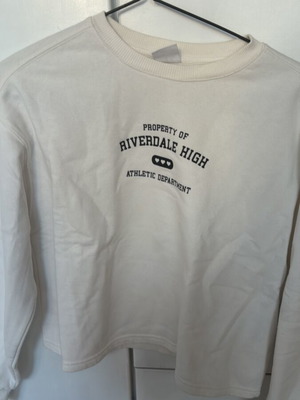 PROPERTY OF
RIVERDALE HIGH
ATHLETIC DEPARTMENT